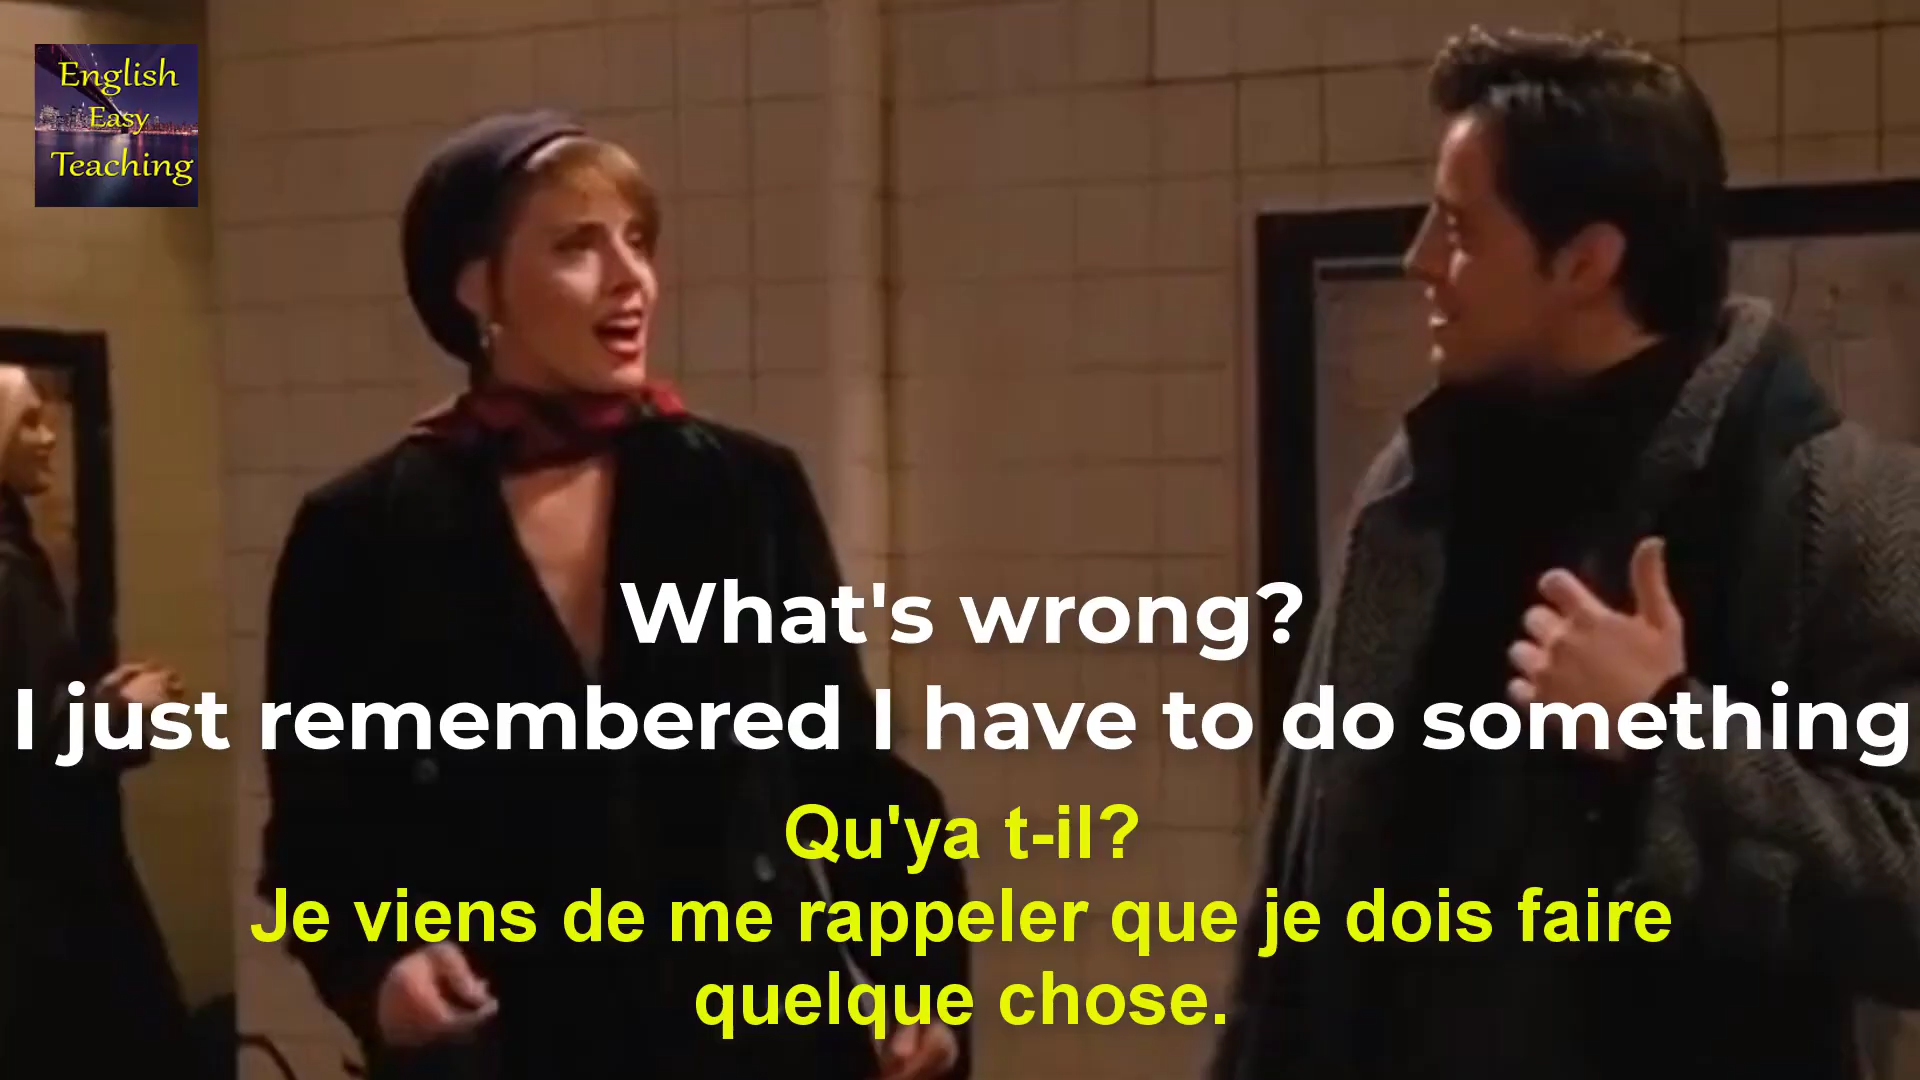 English
Easy
Teaching
What's wrong?
I just remembered I have to do something
Qu'ya t-il?
Je viens de me rappeler que je dois faire
quelque chose.